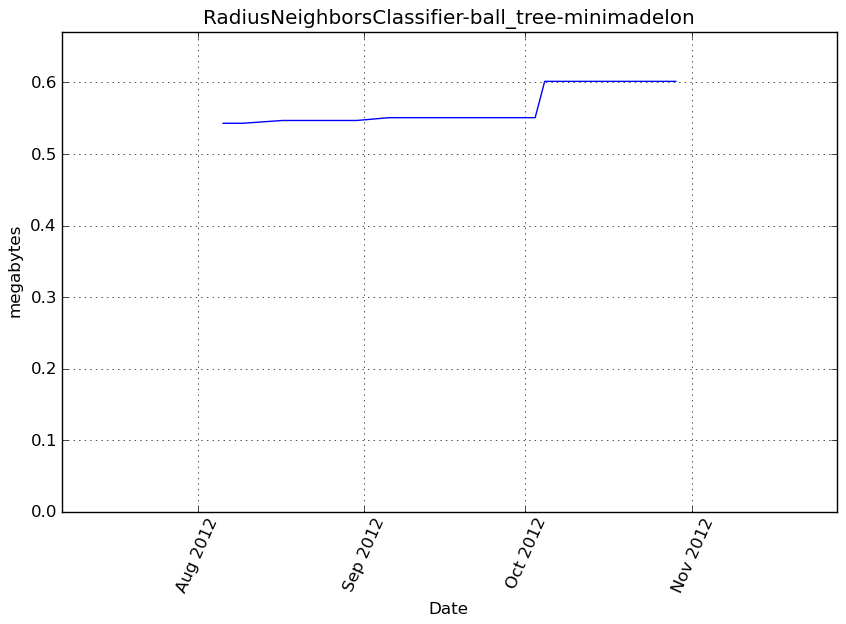 RadiusNeighborsClassifier-ball_tree-minimadelon
0.6
0.5
0.4
0.3
0.2
0.1
0.0
megabytes
Aug 2012
Sep 2012
Oct 2012
Nov 2012
Date